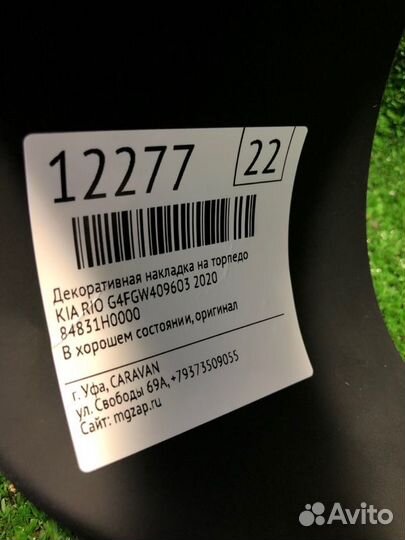 12277 22
Декоративная накладка на торпедо
KIA RIO G4FGW409603 2020
84831H0000
В хорошем состоянии, оригинал
г. Уфа, CARAVAN
ул. Свободы 69А, +79373509055
Сайт: mgzap.ru
Avito